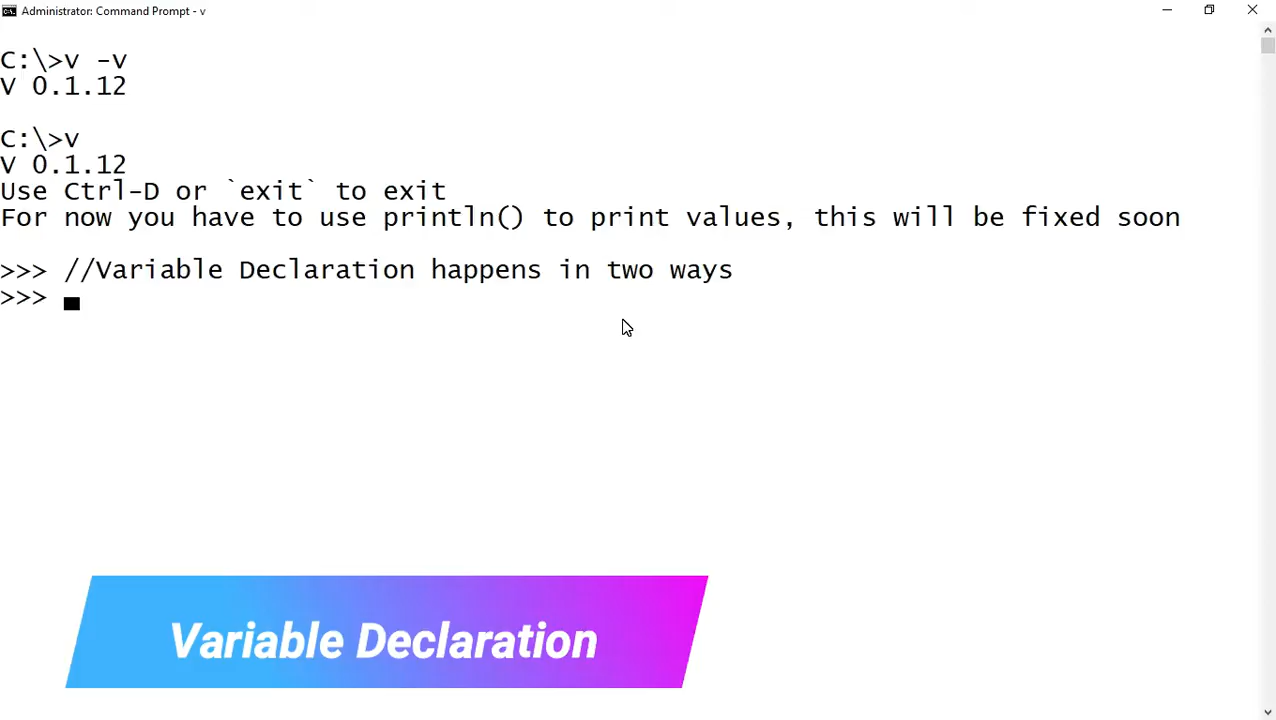 Administrator: Command Prompt - v
C:\>v -v
V 0.1.12
C:\>v
V 0.1.12
Use Ctrl-D or `exit` to exit
For now you have to use println() to print values, this will be fixed soon
>>> //Variable Declaration happens in two ways
>>>
Variable Declaration